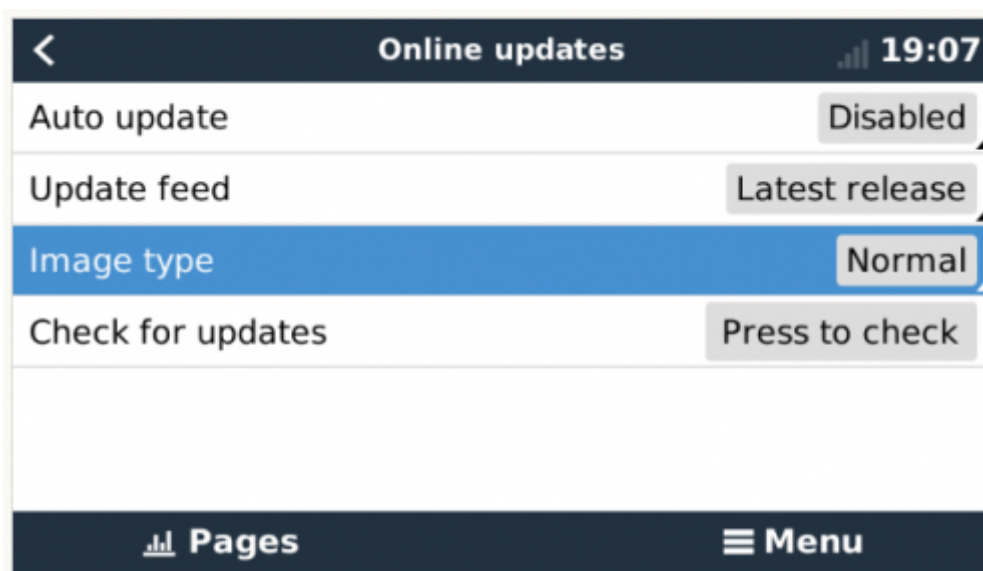 Online updates 19:07
Auto update Disabled
Update feed Latest release
Image type Normal
Check for updates Press to check
Pages Menu